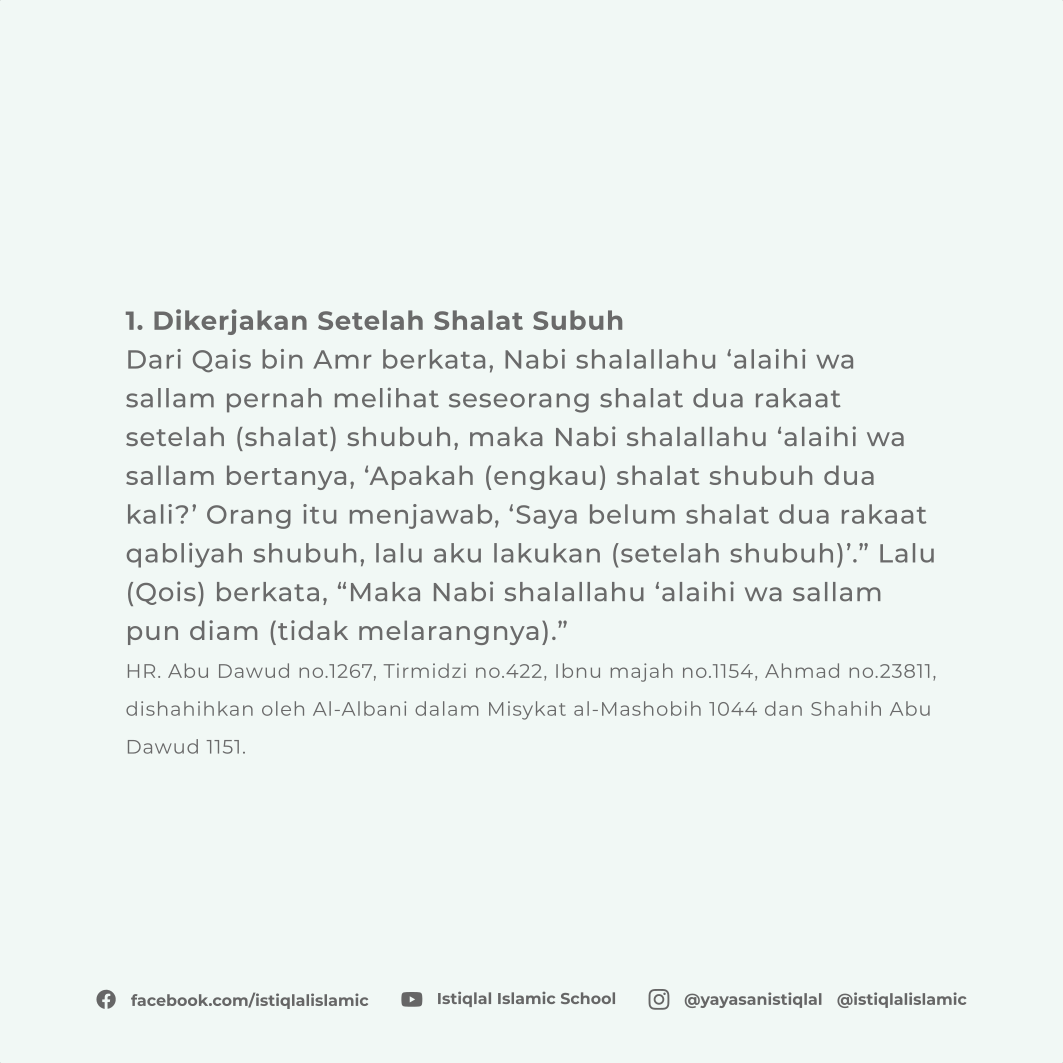 1. Dikerjakan Setelah Shalat Subuh
Dari Qais bin Amr berkata, Nabi shalallahu ‘alaihi wa
sallam pernah melihat seseorang shalat dua rakaat
setelah (shalat) shubuh, maka Nabi shalallahu ‘alaihi wa
sallam bertanya, ‘Apakah (engkau) shalat shubuh dua
kali?’ Orang itu menjawab, ‘Saya belum shalat dua rakaat
qabliyah shubuh, lalu aku lakukan (setelah shubuh)’.” Lalu
(Qois) berkata, “Maka Nabi shalallahu ‘alaihi wa sallam
pun diam (tidak melarangnya).”
HR. Abu Dawud no.1267, Tirmidzi no.422, Ibnu majah no.1154, Ahmad no.23811,
dishahihkan oleh Al-Albani dalam Misykat al-Mashobih 1044 dan Shahih Abu
Dawud 1151.
facebook.com/istiqlalislamic Istiqlal Islamic School @yayasanistiqlal @istiqlalislamic